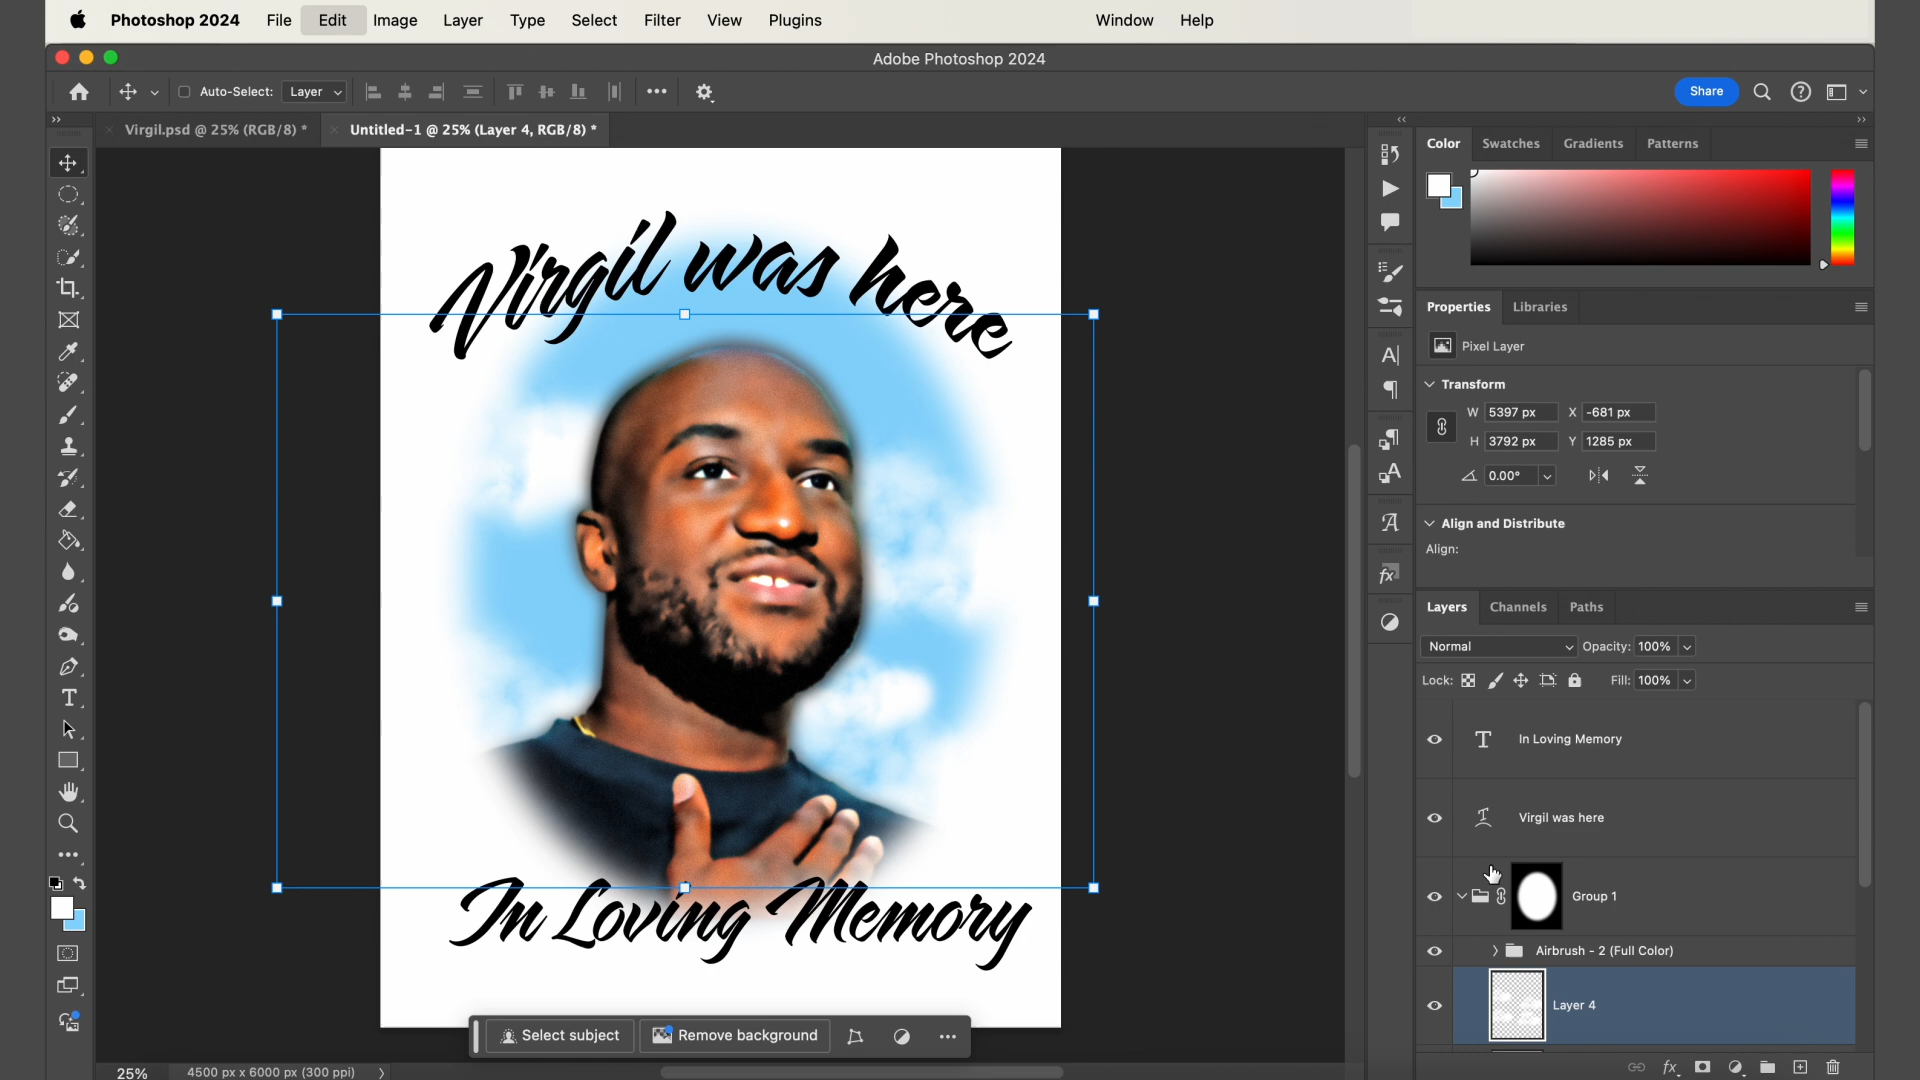 Photoshop 2024 File Edit Image Layer Type Select Filter View Plugins Window Help
Adobe Photoshop 2024
Auto-Select: Layer Share
Virgil.psd @ 25% (RGB/8) * Untitled-1 @ 25% (Layer 4, RGB/8) *
Color Swatches Gradients Patterns
Virgil was here
Properties Libraries
Pixel Layer
Transform
W 5397 px X -681 px
H 3792 px Y 1285 px
0.00°
Align and Distribute
Align:
Layers Channels Paths
Normal Opacity: 100%
Lock: Fill: 100%
In Loving Memory
Virgil was here
Group 1
Airbrush - 2 (Full Color)
Layer 4
In Loving Memory
Select subject Remove background
25% 4500 px x 6000 px (300 ppi)